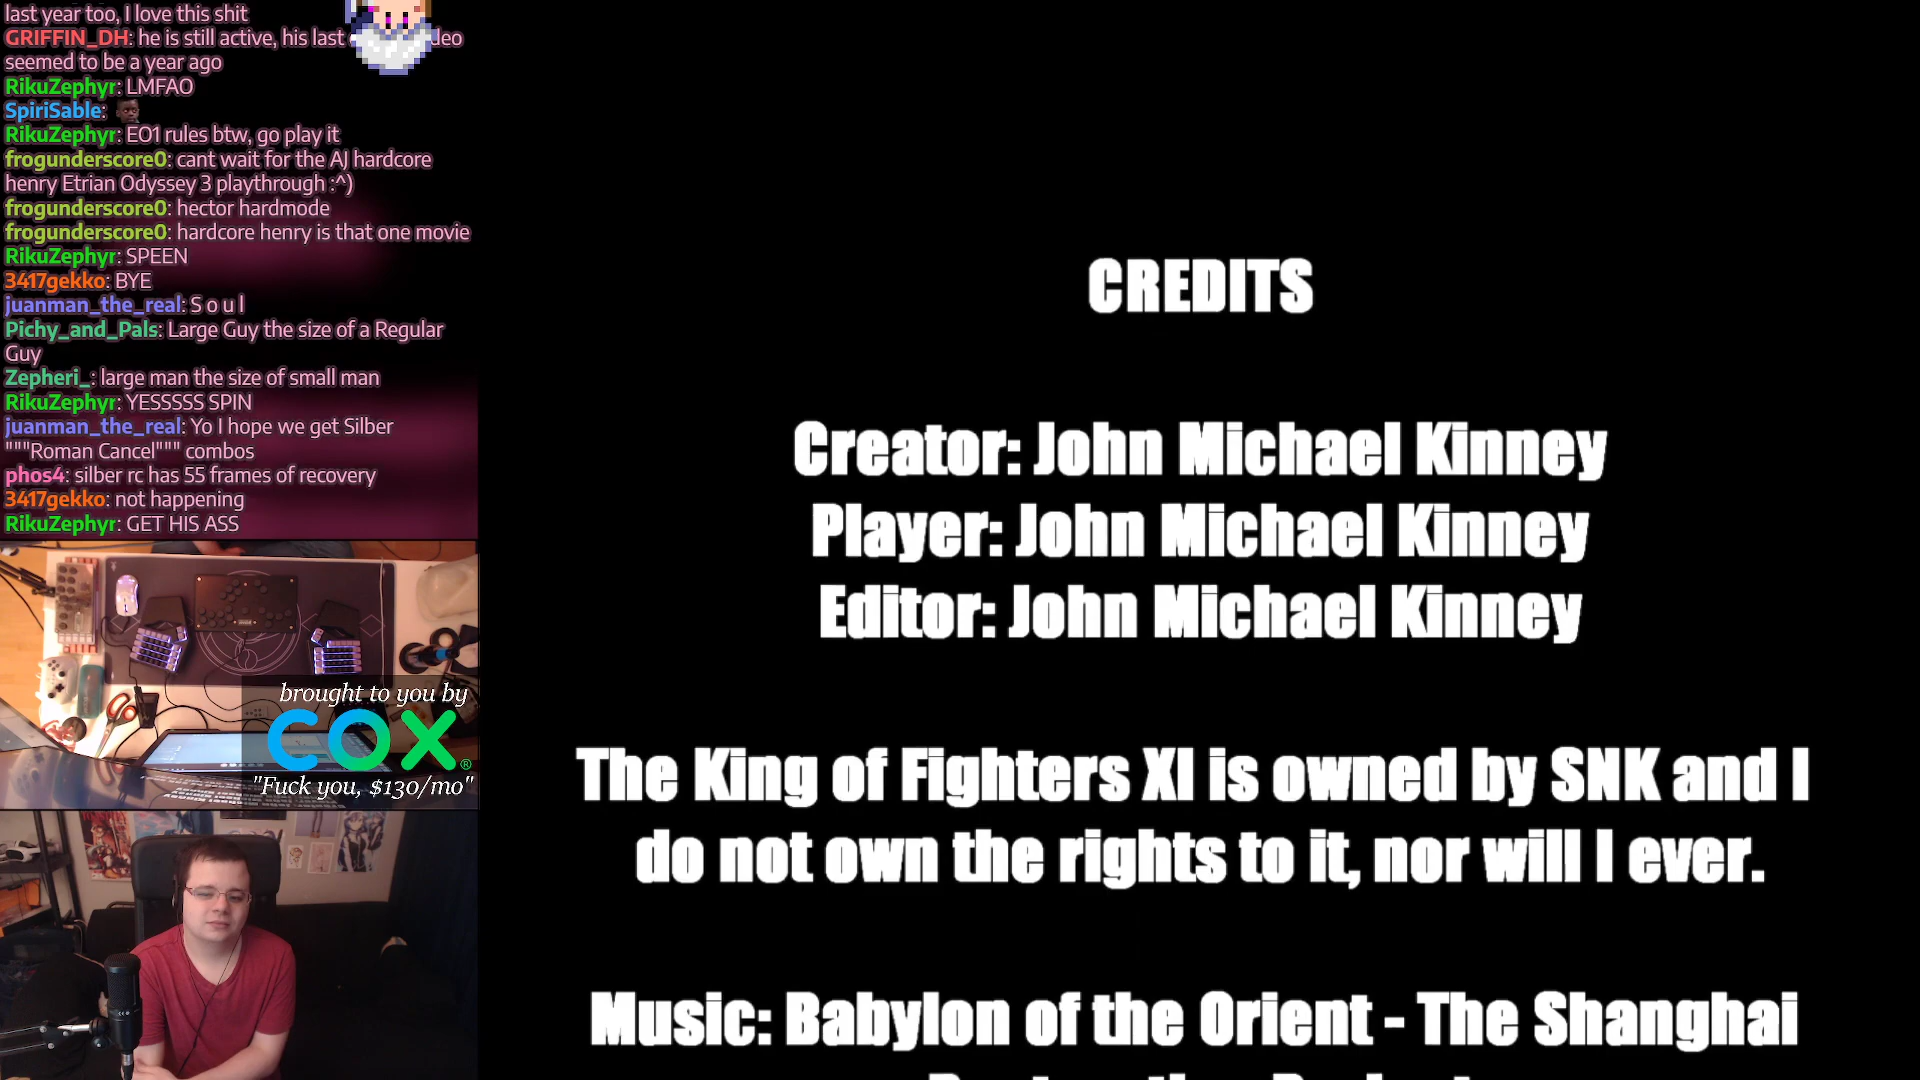 last year too, I love this shit
GRIFFIN_DH: he is still active, his last deo
seemed to be a year ago
RikuZephyr: LMFAO
SpiriSable:
RikuZephyr: EO1 rules btw, go play it
frogunderscore0: cant wait for the AJ hardcore
henry Etrian Odyssey 3 playthrough :^)
frogunderscore0: hector hardmode
frogunderscore0: hardcore henry is that one movie
RikuZephyr: SPEEN
3417gekko: BYE
juanman_the_real: S o u l
Pichy_and_Pals: Large Guy the size of a Regular
Guy
Zepheri_: large man the size of small man
RikuZephyr: YESSSSS SPIN
juanman_the_real: Yo I hope we get Silber
"""Roman Cancel""" combos
phos4: silber rc has 55 frames of recovery
3417gekko: not happening
RikuZephyr: GET HIS ASS
brought to you by
COX®
"Fuck you, $130/mo"
CREDITS
Creator: John Michael Kinney
Player: John Michael Kinney
Editor: John Michael Kinney
The King of Fighters XI is owned by SNK and I
do not own the rights to it, nor will I ever.
Music: Babylon of the Orient - The Shanghai